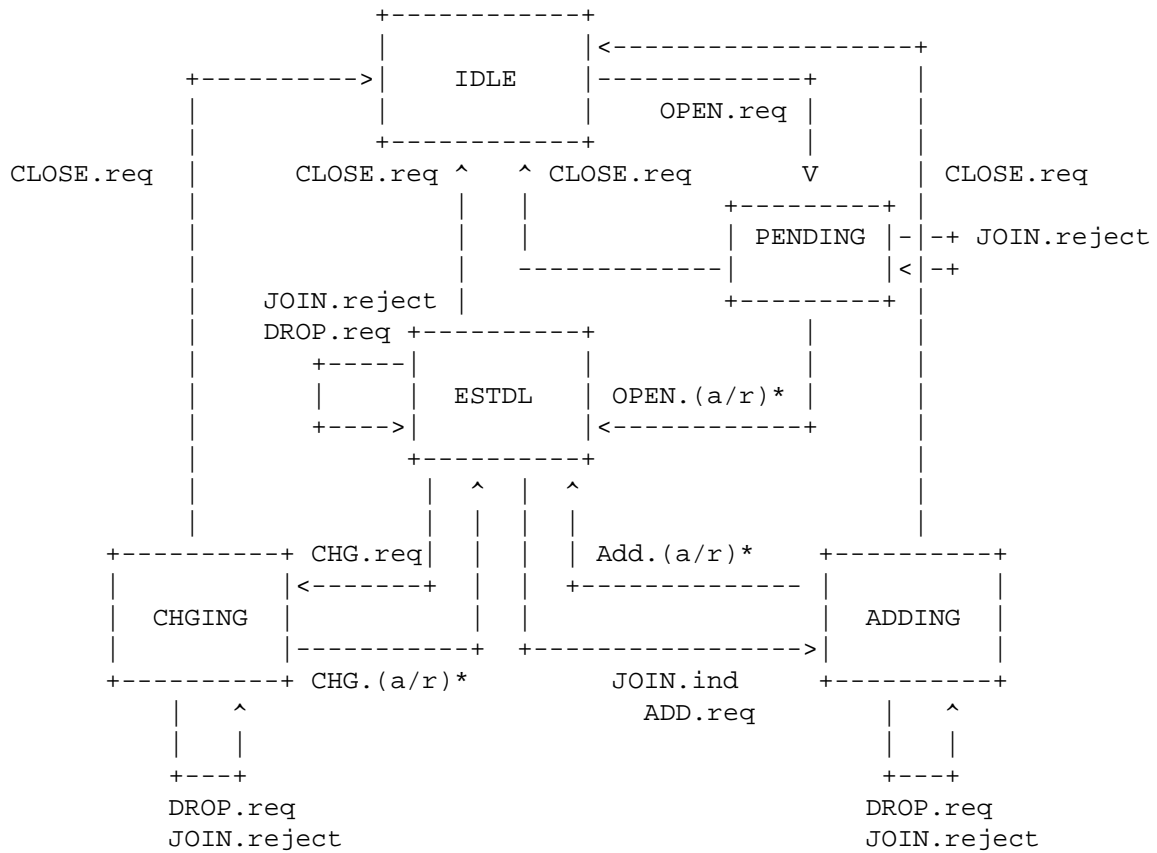 IDLE
OPEN.req
CLOSE.req CLOSE.req CLOSE.req CLOSE.req
PENDING JOIN.reject
JOIN.reject
DROP.req
ESTDL OPEN.(a/r)*
CHG.req Add.(a/r)*
CHGING ADDING
CHG.(a/r)* JOIN.ind
ADD.req
DROP.req DROP.req
JOIN.reject JOIN.reject